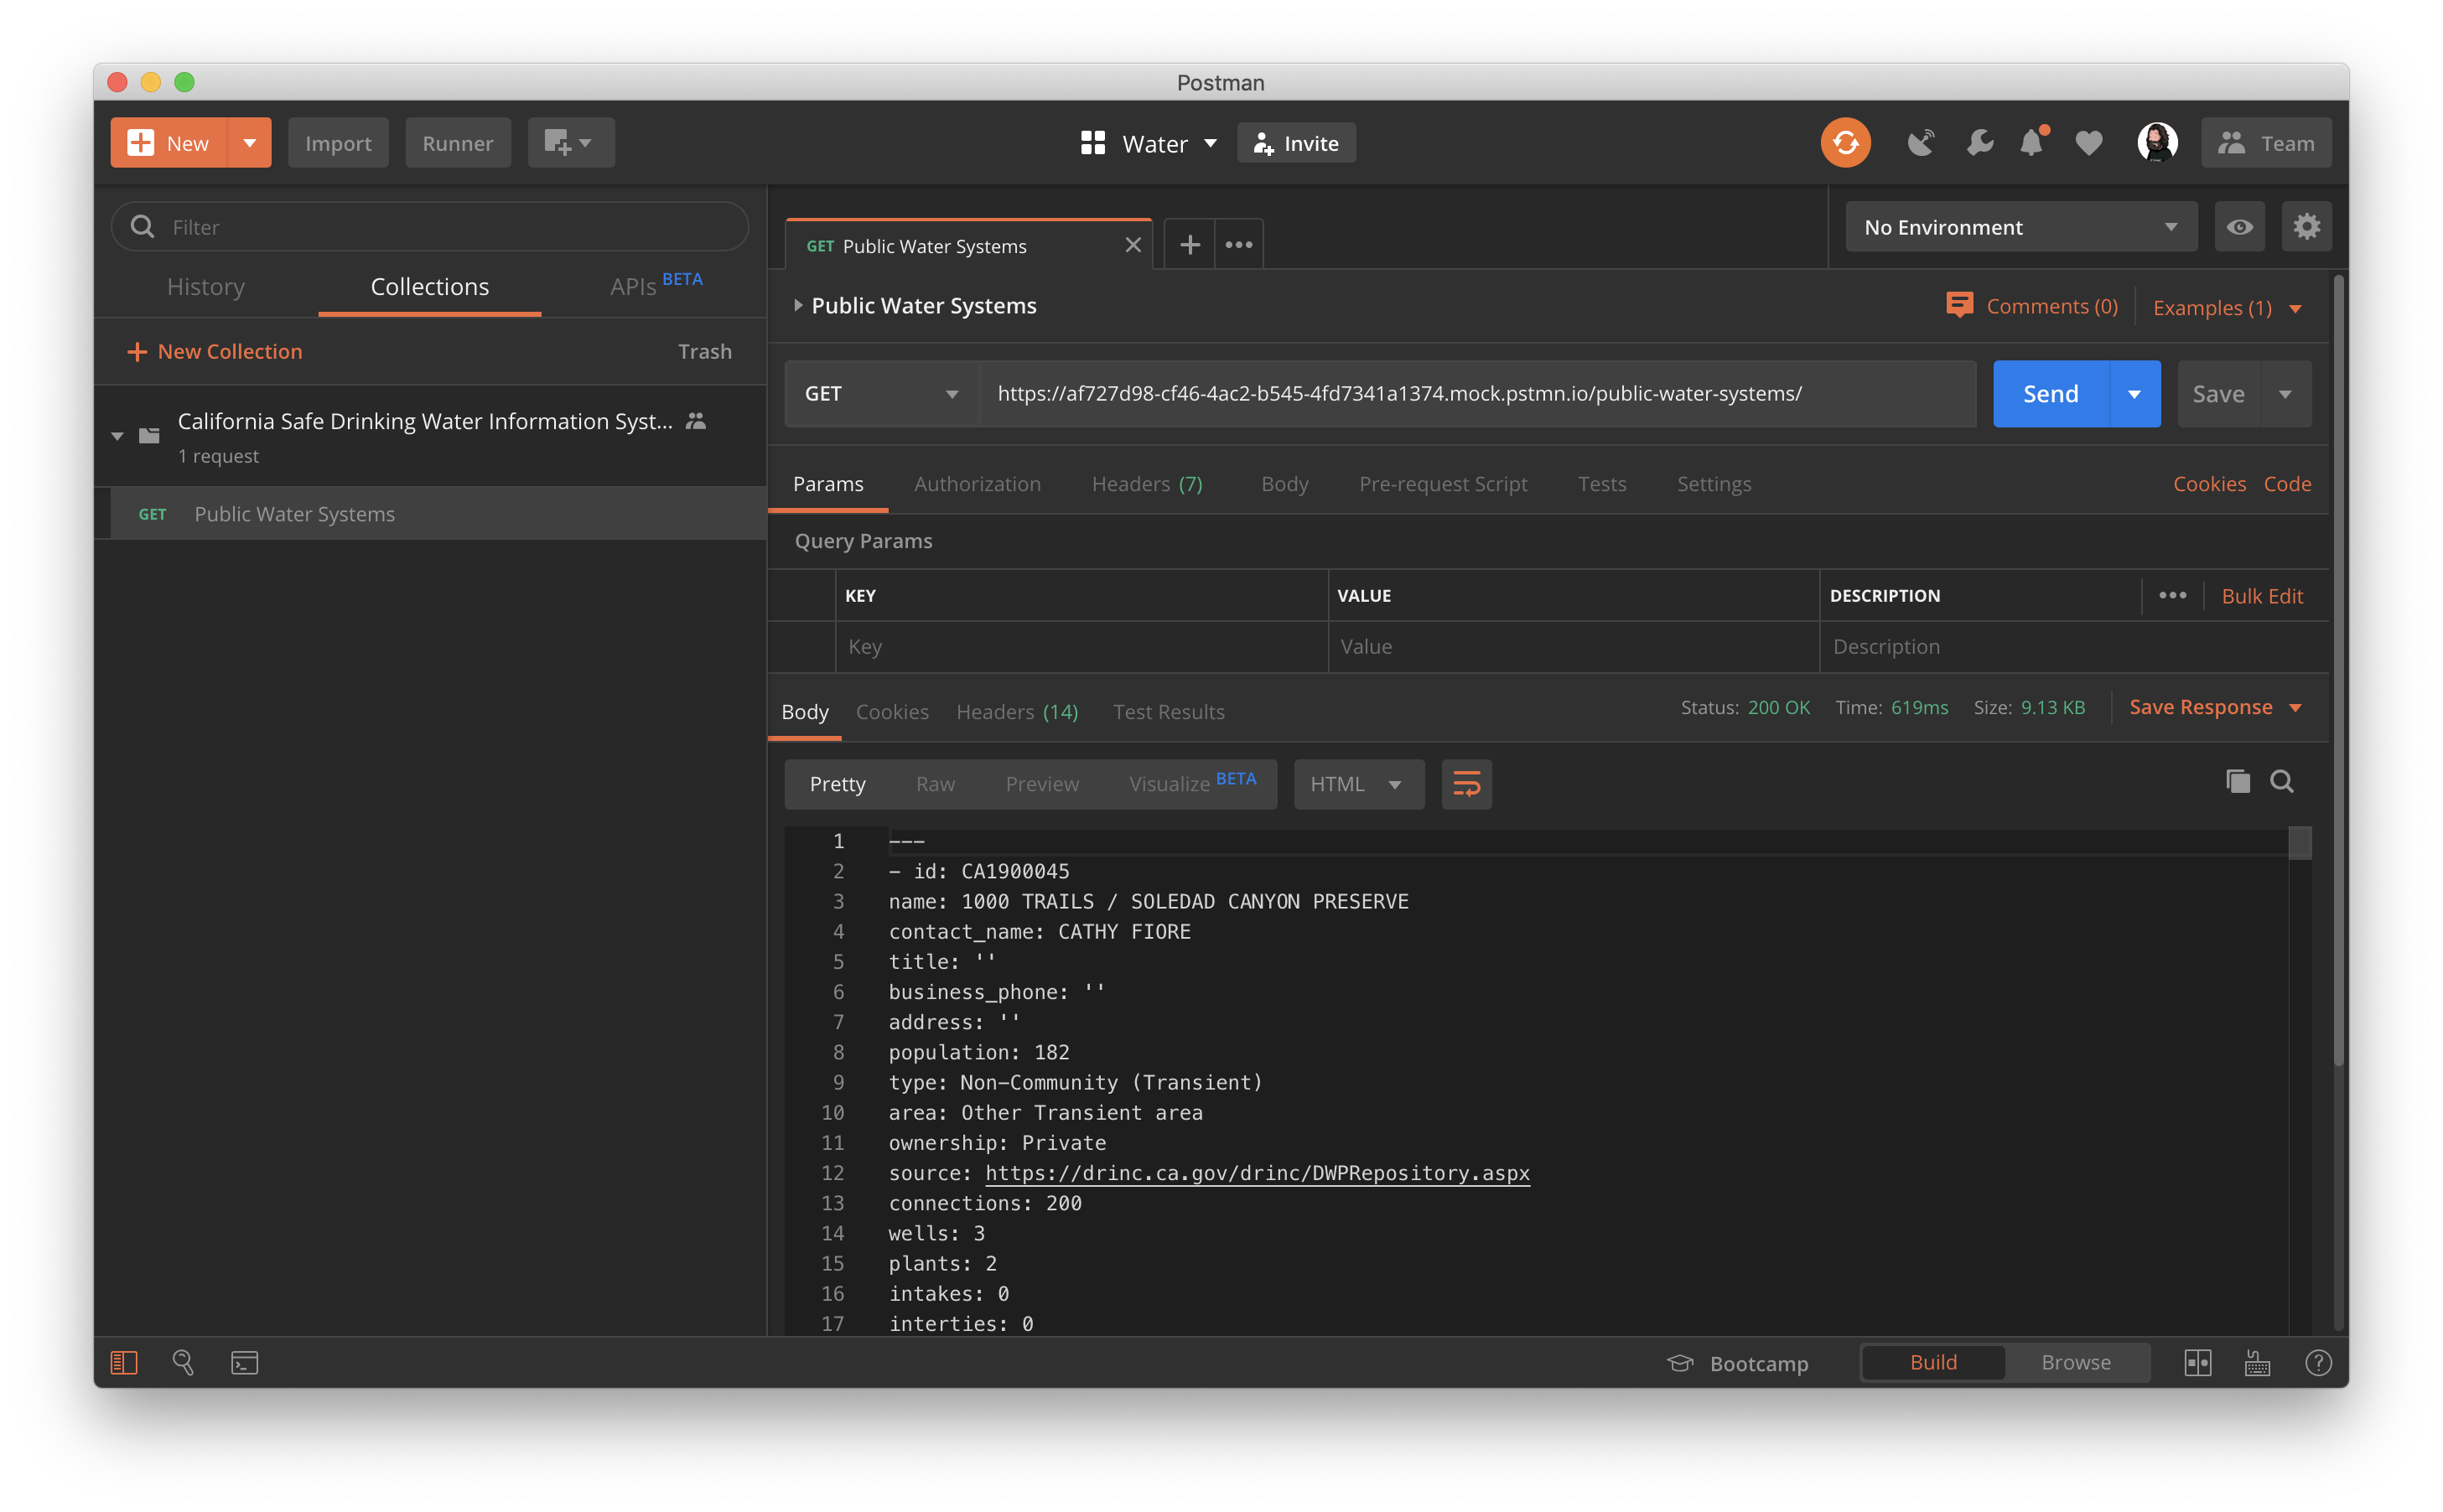 Postman
New Import Runner Water Invite Team
Filter
History Collections APIs BETA
+ New Collection Trash
California Safe Drinking Water Information Syst...
1 request
GET Public Water Systems
GET Public Water Systems
No Environment
Public Water Systems
Comments (0) Examples (1)
GET https://af727d98-cf46-4ac2-b545-4fd7341a1374.mock.pstmn.io/public-water-systems/ Send Save
Params Authorization Headers (7) Body Pre-request Script Tests Settings Cookies Code
Query Params
KEY VALUE DESCRIPTION Bulk Edit
Key Value Description
Body Cookies Headers (14) Test Results Status: 200 OK Time: 619ms Size: 9.13 KB Save Response
Pretty Raw Preview Visualize BETA HTML
1 ---
2 - id: CA1900045
3 name: 1000 TRAILS / SOLEDAD CANYON PRESERVE
4 contact_name: CATHY FIORE
5 title: ''
6 business_phone: ''
7 address: ''
8 population: 182
9 type: Non-Community (Transient)
10 area: Other Transient area
11 ownership: Private
12 source: https://drinc.ca.gov/drinc/DWPRepository.aspx
13 connections: 200
14 wells: 3
15 plants: 2
16 intakes: 0
17 interties: 0
Bootcamp Build Browse